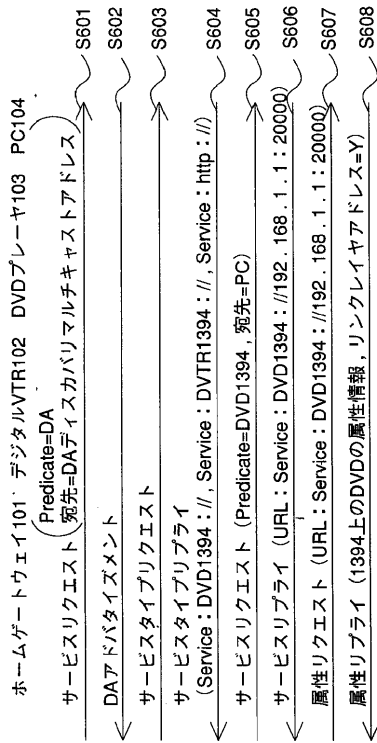 ホームゲートウェイ101 デジタルVTR102 DVDプレーヤ103 PC104
サービスリクエスト(Predicate=DA
宛先=DAディスカバリマルチキャストアドレス)
S601
DAアドバタイズメント
S602
サービスタイプリクエスト
S603
サービスタイプリプライ
(Service:DVD1394://, Service:DVTR1394://, Service:http://)
S604
サービスリクエスト(Predicate=DVD1394, 宛先=PC)
S605
サービスリプライ(URL:Service:DVD1394://192.168.1.1:20000)
S606
属性リクエスト(URL:Service:DVD1394://192.168.1.1:20000)
S607
属性リプライ(1394上のDVDの属性情報, リンクレイヤアドレス=Y)
S608